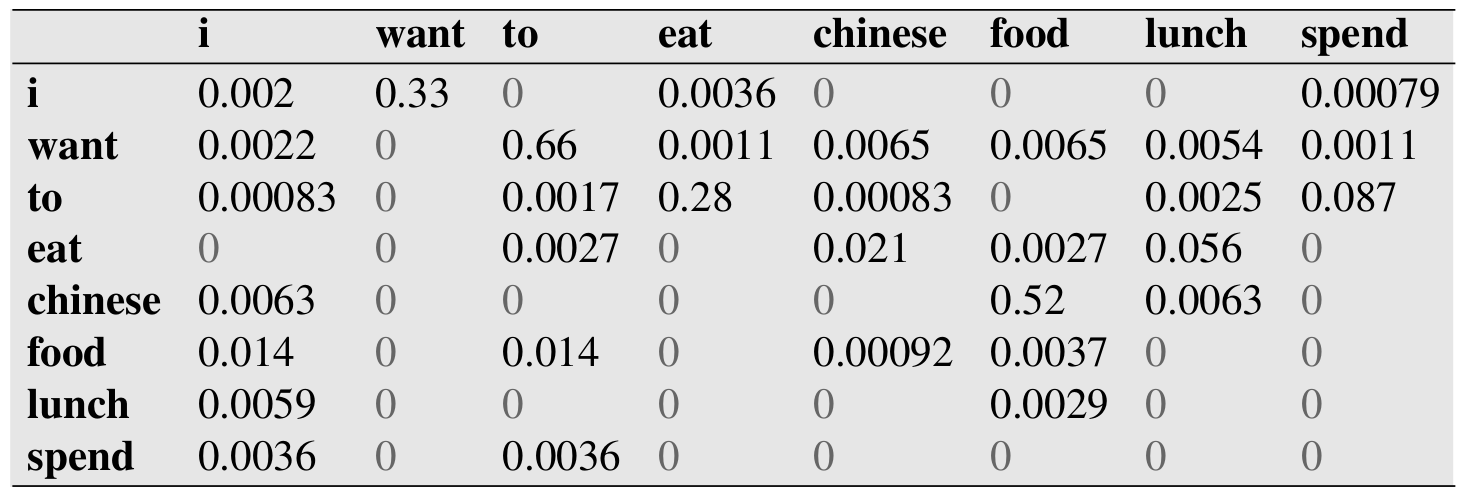 i want to eat chinese food lunch spend
i 0.002 0.33 0 0.0036 0 0 0 0.00079
want 0.0022 0 0.66 0.0011 0.0065 0.0065 0.0054 0.0011
to 0.00083 0 0.0017 0.28 0.00083 0 0.0025 0.087
eat 0 0 0.0027 0 0.021 0.0027 0.056 0
chinese 0.0063 0 0 0 0 0.52 0.0063 0
food 0.014 0 0.014 0 0.00092 0.0037 0 0
lunch 0.0059 0 0 0 0 0.0029 0 0
spend 0.0036 0 0.0036 0 0 0 0 0